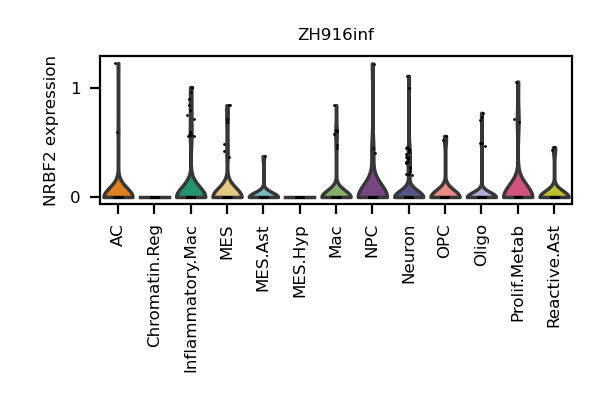 ZH916inf
NRBF2 expression
1
0
AC
Chromatin.Reg
Inflammatory.Mac
MES
MES.Ast
MES.Hyp
Mac
NPC
Neuron
OPC
Oligo
Prolif.Metab
Reactive.Ast